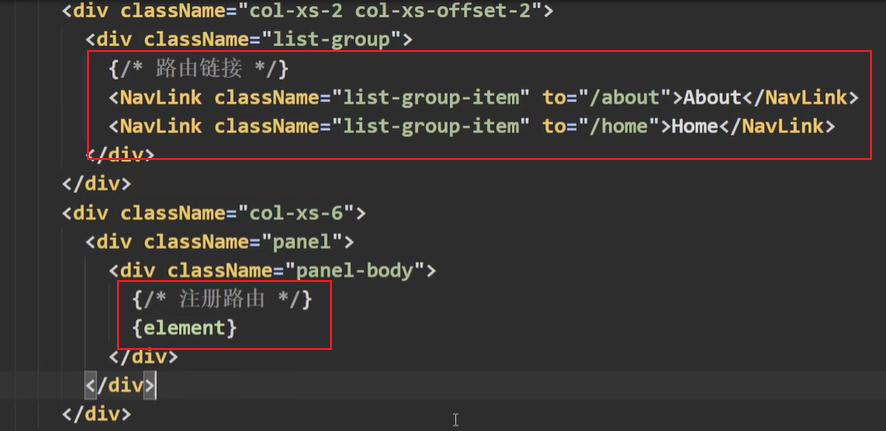 <div className="col-xs-2 col-xs-offset-2">
<div className="list-group">
{/* 路由链接 */}
<NavLink className="list-group-item" to="/about">About</NavLink>
<NavLink className="list-group-item" to="/home">Home</NavLink>
</div>
</div>
<div className="col-xs-6">
<div className="panel">
<div className="panel-body">
{/* 注册路由 */}
{element}
</div>
</div>
</div>